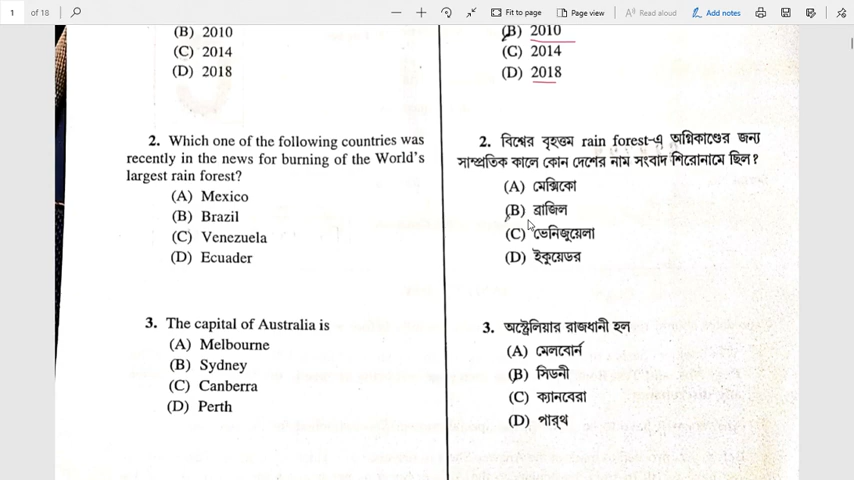 1 of 18
Fit to page
Page view
Read aloud
Add notes
(B) 2010
(C) 2014
(D) 2018
2. Which one of the following countries was
recently in the news for burning of the World's
largest rain forest?
(A) Mexico
(B) Brazil
(C) Venezuela
(D) Ecuader
3. The capital of Australia is
(A) Melbourne
(B) Sydney
(C) Canberra
(D) Perth
(B) 2010
(C) 2014
(D) 2018
2. বিশ্বের বৃহত্তম rain forest-এ অগ্নিকাণ্ডের জন্য
সাম্প্রতিক কালে কোন দেশের নাম সংবাদ শিরোনামে ছিল?
(A) মেক্সিকো
(B) ব্রাজিল
(C) ভেনিজুয়েলা
(D) ইকুয়েডর
3. অস্ট্রেলিয়ার রাজধানী হল
(A) মেলবোর্ন
(B) সিডনী
(C) ক্যানবেরা
(D) পার্থ